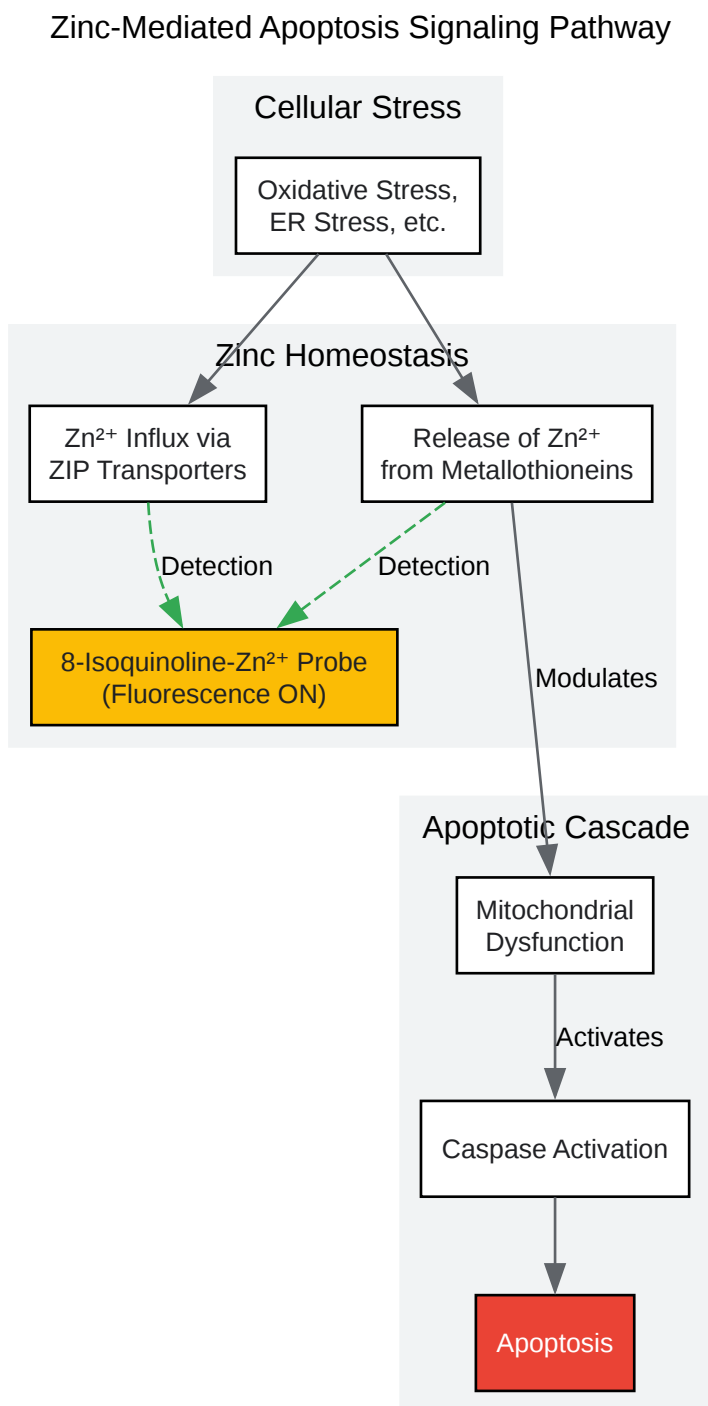 Zinc-Mediated Apoptosis Signaling Pathway
Cellular Stress
Oxidative Stress,
ER Stress, etc.
Zinc Homeostasis
Zn²⁺ Influx via
ZIP Transporters
Release of Zn²⁺
from Metallothioneins
Detection
Detection
8-Isoquinoline-Zn²⁺ Probe
(Fluorescence ON)
Modulates
Apoptotic Cascade
Mitochondrial
Dysfunction
Activates
Caspase Activation
Apoptosis